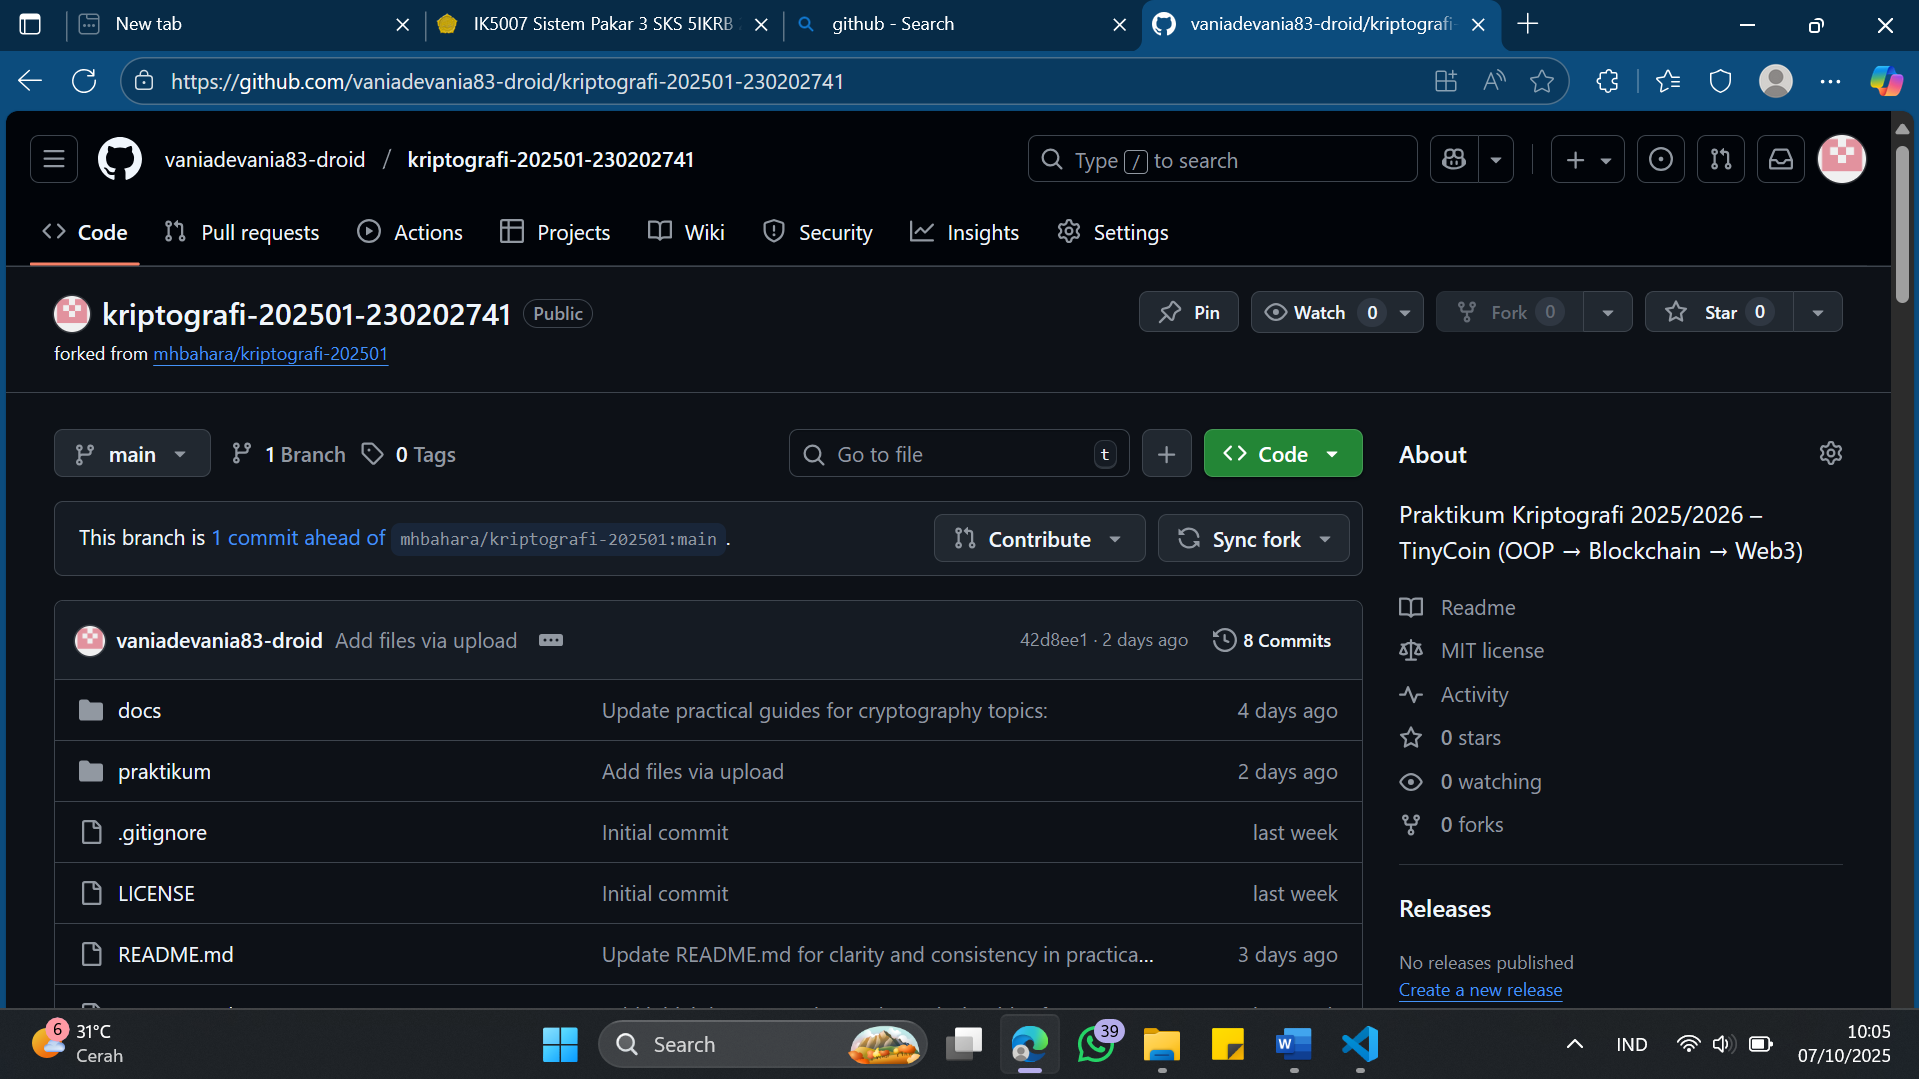 New tab
IK5007 Sistem Pakar 3 SKS 5IKRB
github - Search
vaniadevania83-droid/kriptografi-
https://github.com/vaniadevania83-droid/kriptografi-202501-230202741
vaniadevania83-droid / kriptografi-202501-230202741
Type / to search
Code
Pull requests
Actions
Projects
Wiki
Security
Insights
Settings
kriptografi-202501-230202741 Public
Pin
Watch 0
Fork 0
Star 0
forked from mhbahara/kriptografi-202501
main
1 Branch
0 Tags
Go to file t
Code
About
Praktikum Kriptografi 2025/2026 –
TinyCoin (OOP → Blockchain → Web3)
This branch is 1 commit ahead of mhbahara/kriptografi-202501:main .
Contribute
Sync fork
Readme
MIT license
Activity
0 stars
0 watching
0 forks
vaniadevania83-droid Add files via upload
42d8ee1 · 2 days ago
8 Commits
docs Update practical guides for cryptography topics: 4 days ago
praktikum Add files via upload 2 days ago
.gitignore Initial commit last week
LICENSE Initial commit last week
README.md Update README.md for clarity and consistency in practica... 3 days ago
Releases
No releases published
Create a new release
6
31°C
Cerah
Search
39
IND
10:05
07/10/2025